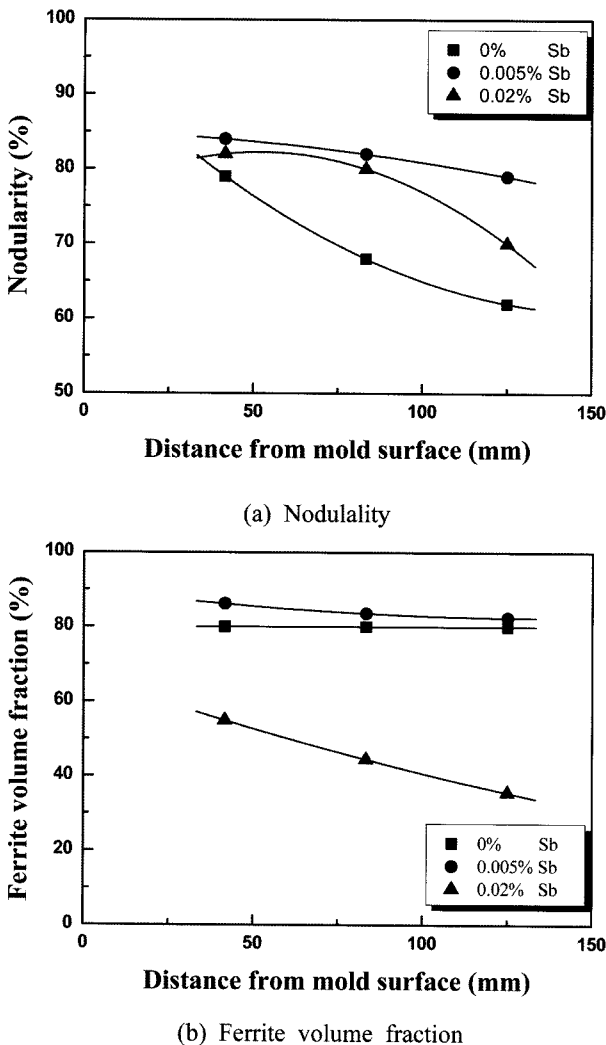 100
90
80
70
60
50
0
50
100
150
Nodularity (%)
0% Sb
0.005% Sb
0.02% Sb
Distance from mold surface (mm)
(a) Nodulality
100
80
60
40
20
0
0
50
100
150
Ferrite volume fraction (%)
0% Sb
0.005% Sb
0.02% Sb
Distance from mold surface (mm)
(b) Ferrite volume fraction